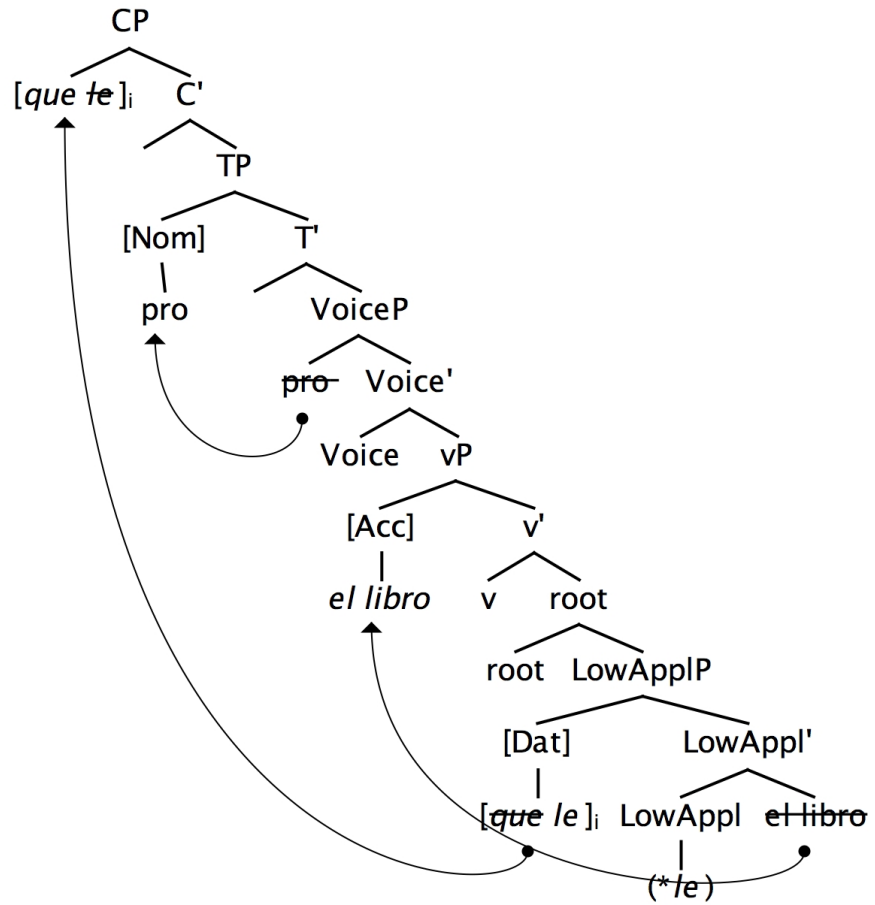 CP
[que le]i C'
TP
[Nom] T'
pro VoiceP
pro Voice'
Voice vP
[Acc] v'
el libro v root
root LowApplP
[Dat] LowAppl'
[que le]i LowAppl el libro
(*le)